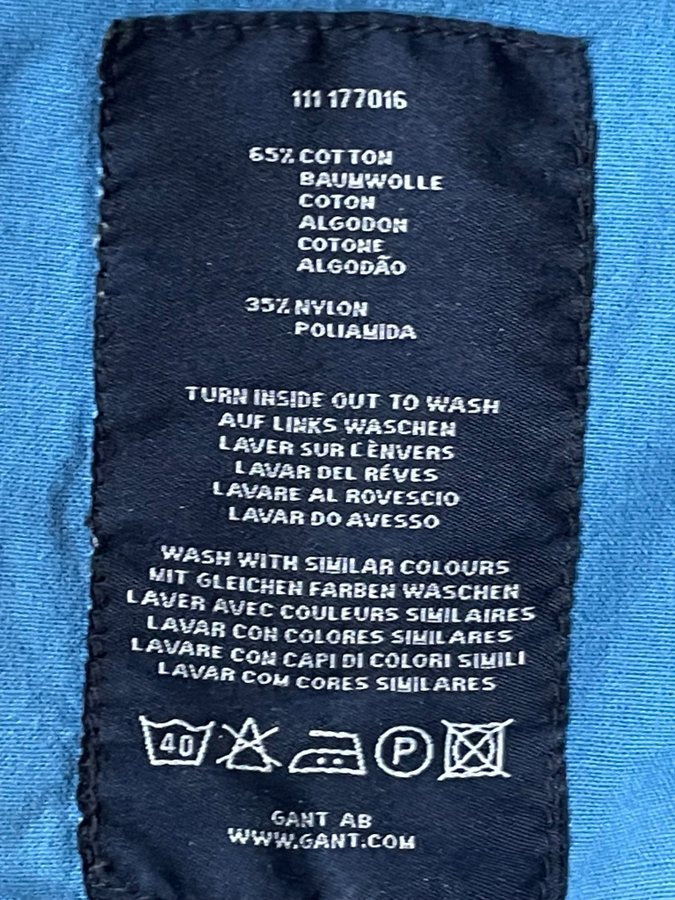 111 177016
65% COTTON
BAUMWOLLE
COTON
ALGODON
COTONE
ALGODÃO
35% NYLON
POLIAMIDA
TURN INSIDE OUT TO WASH
AUF LINKS WASCHEN
LAVER SUR L'ÈNVERS
LAVAR DEL RÉVES
LAVARE AL ROVESCIO
LAVAR DO AVESSO
WASH WITH SIMILAR COLOURS
MIT GLEICHEN FARBEN WASCHEN
LAVER AVEC COULEURS SIMILAIRES
LAVAR CON COLORES SIMILARES
LAVARE CON CAPI DI COLORI SIMILI
LAVAR COM CORES SIMILARES
40 P
GANT AB
WWW.GANT.COM